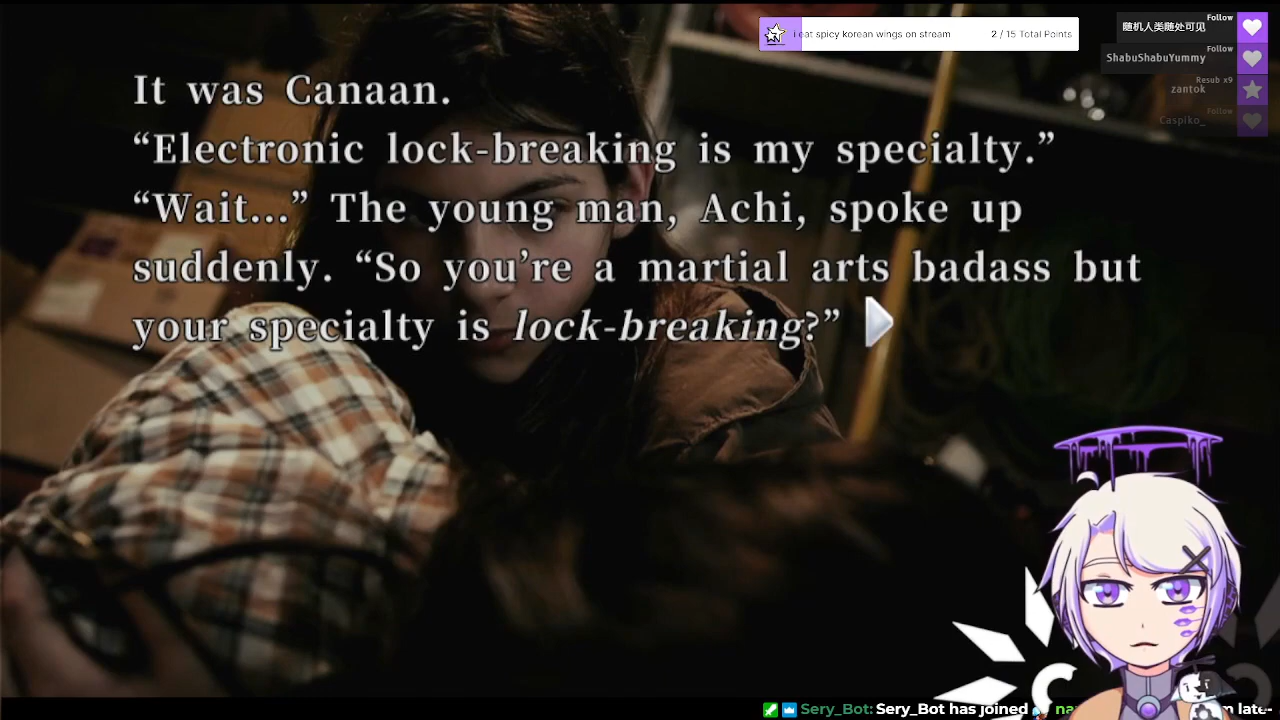 i eat spicy korean wings on stream 2 / 15 Total Points
Follow
随机人类随处可见
Follow
ShabuShabuYummy
Resub x9
zantok
Follow
Caspiko_
It was Canaan.
“Electronic lock-breaking is my specialty.”
“Wait...” The young man, Achi, spoke up
suddenly. “So you’re a martial arts badass but
your specialty is lock-breaking?”
Sery_Bot: Sery_Bot has joined
late-